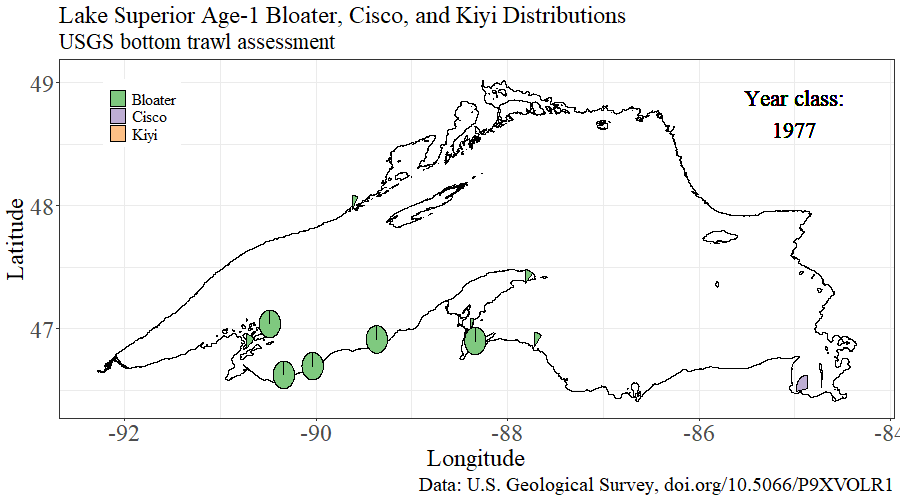 Lake Superior Age-1 Bloater, Cisco, and Kiyi Distributions
USGS bottom trawl assessment
49
48
47
Latitude
Bloater
Cisco
Kiyi
Year class:
1977
-92
-90
-88
-86
-84
Longitude
Data: U.S. Geological Survey, doi.org/10.5066/P9XVOLR1